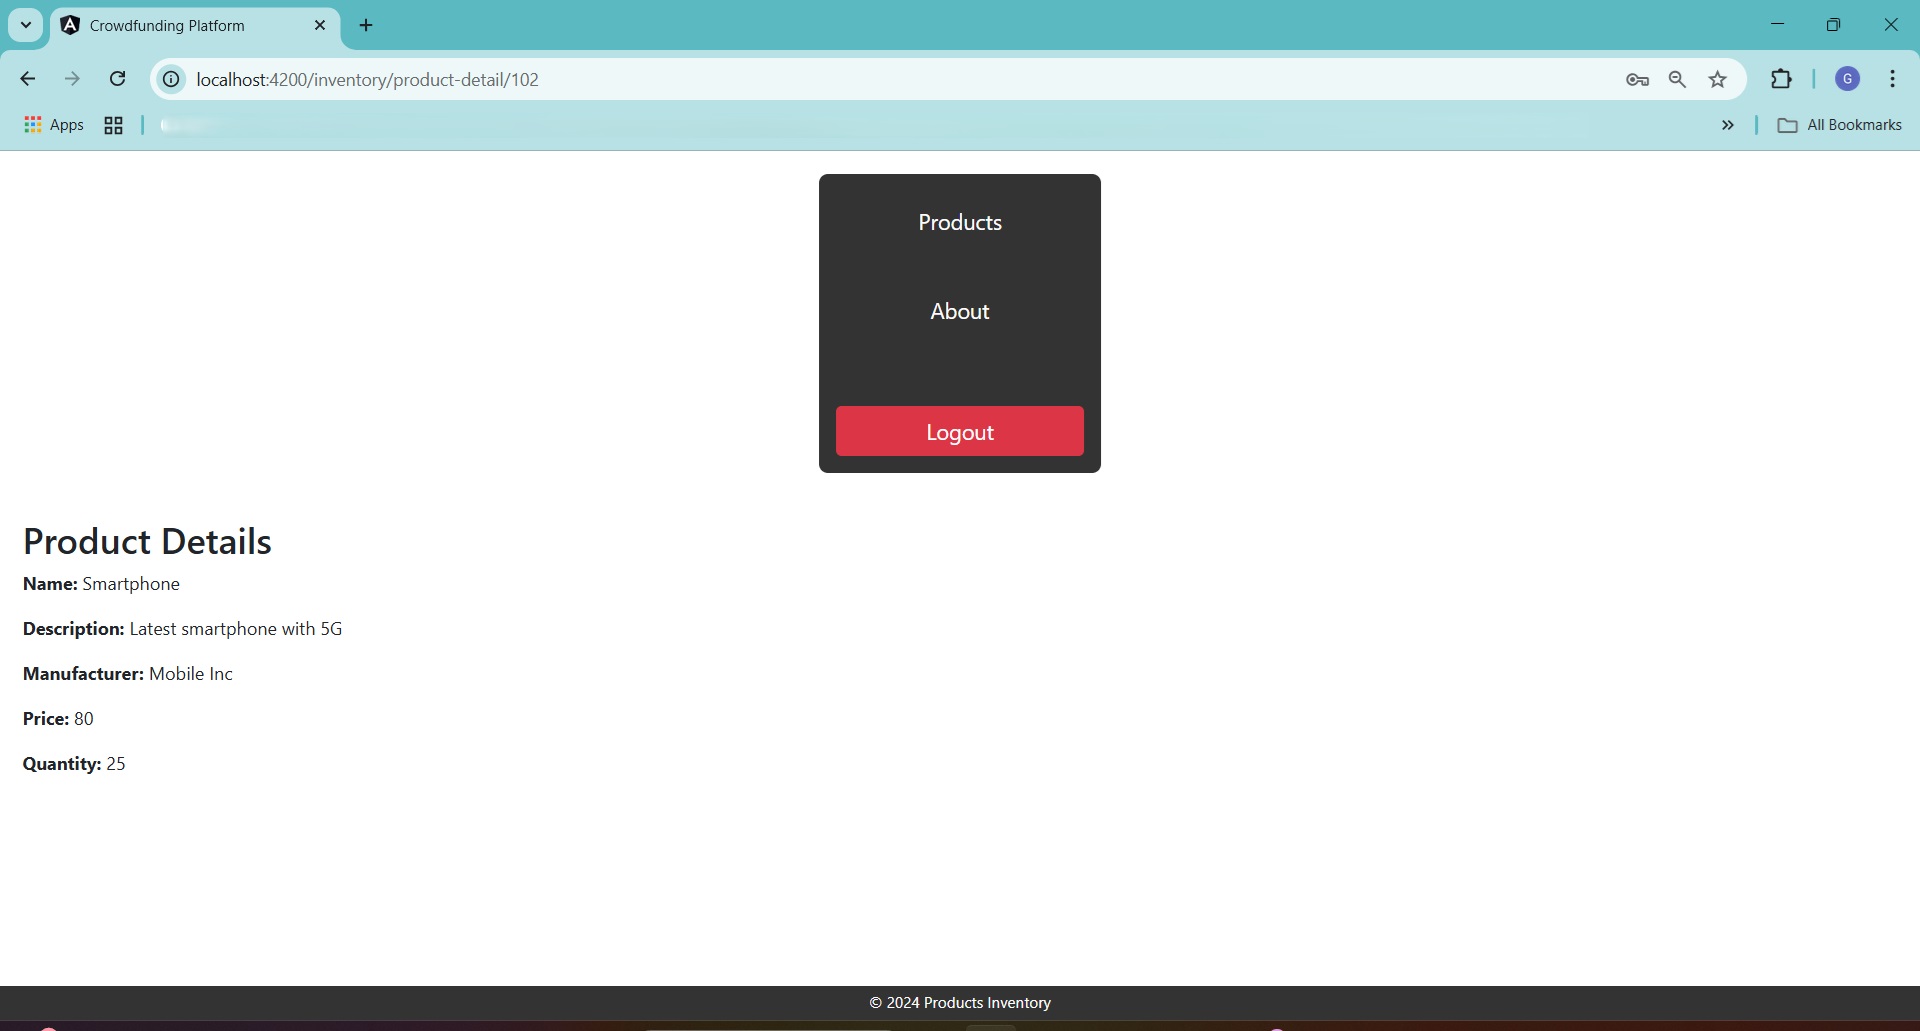 Crowdfunding Platform
localhost:4200/inventory/product-detail/102
G
Apps
All Bookmarks
Products
About
Logout
Product Details
Name: Smartphone
Description: Latest smartphone with 5G
Manufacturer: Mobile Inc
Price: 80
Quantity: 25
© 2024 Products Inventory